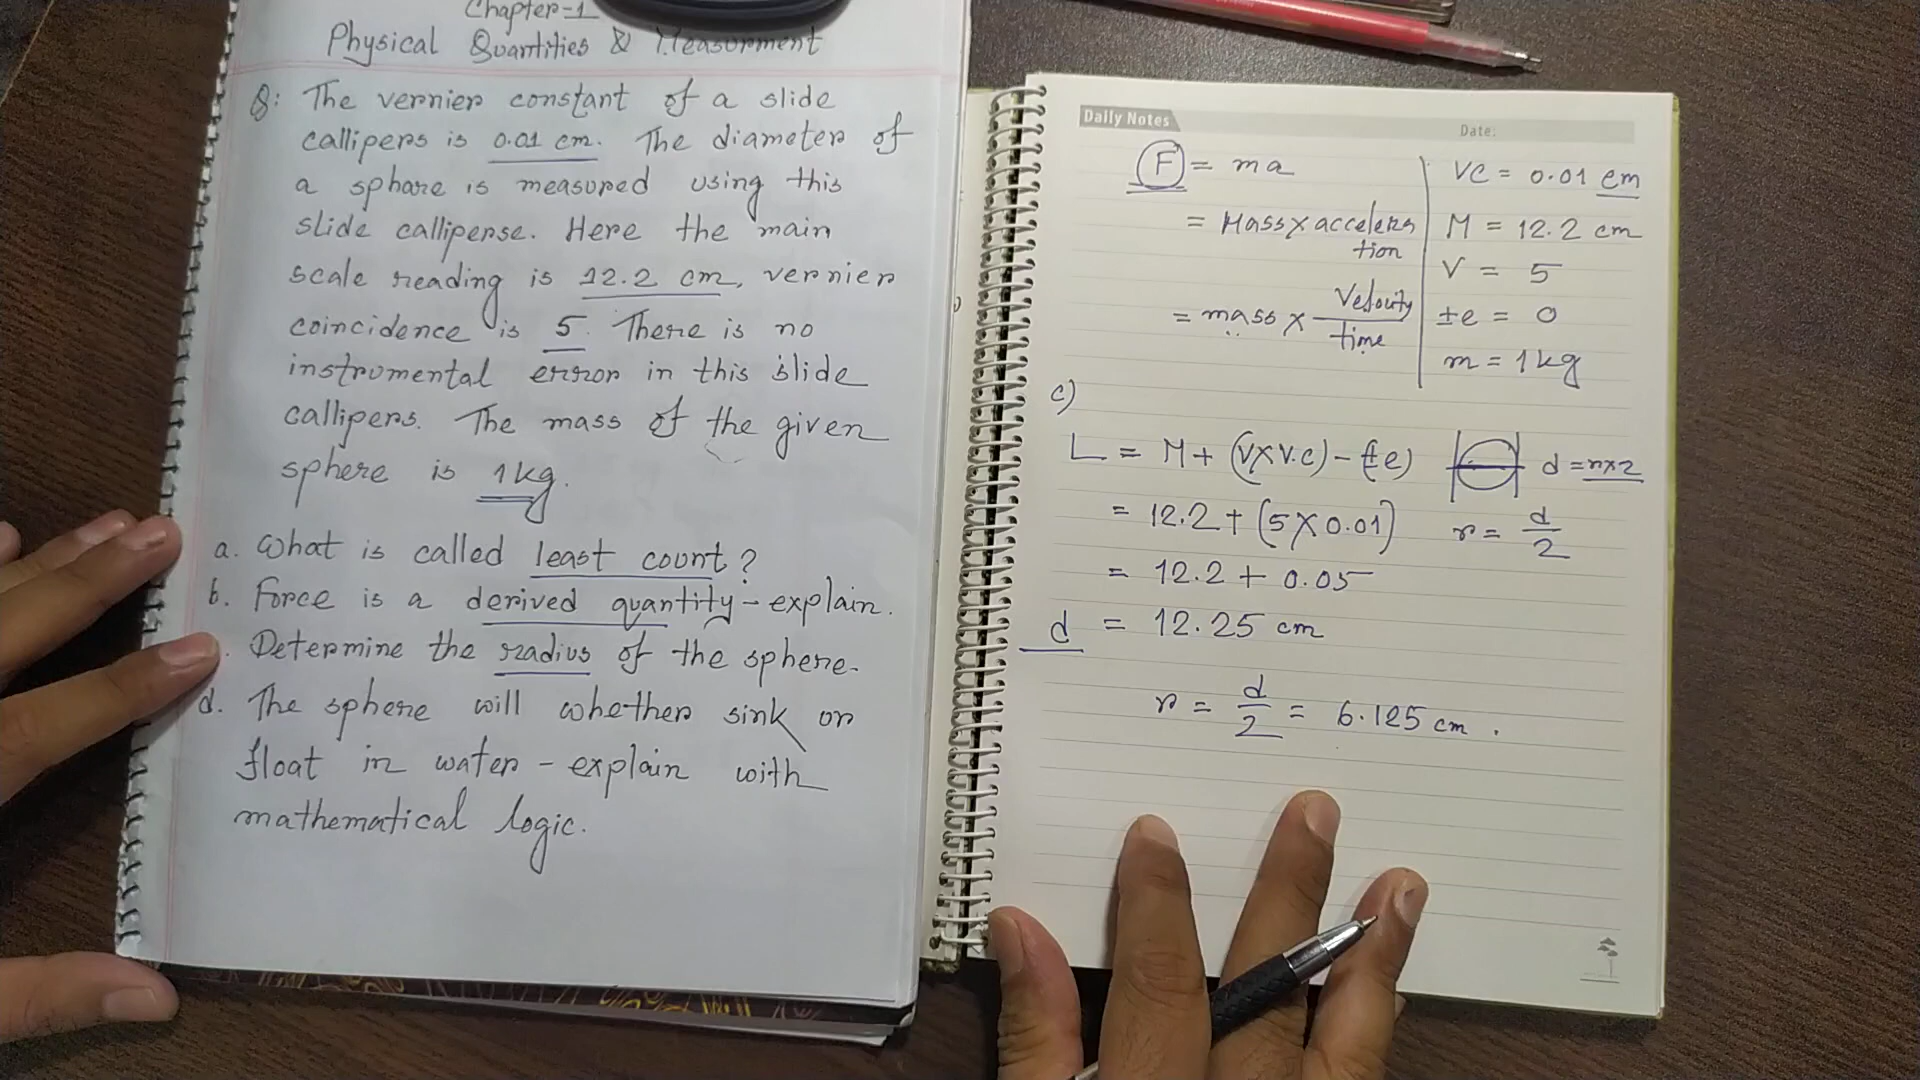 Chapter-1
Physical Quantities & Measurment
Q: The vernier constant of a slide
callipers is 0.01 cm. The diameter of
a sphare is measured using this
slide calliperse. Here the main
scale reading is 12.2 cm, vernier
coincidence is 5. There is no
instrumental error in this slide
callipers. The mass of the given
sphere is 1kg.
a. What is called least count?
b. Force is a derived quantity - explain.
. Determine the radius of the sphere.
d. The sphere will whether sink or
float in water - explain with
mathematical logic.
Daily Notes
Date:
F = ma
= Mass x accelera
tion
= mass x Velocity
time
VC = 0.01 cm
M = 12.2 cm
V = 5
±e = 0
m = 1kg
c)
L = M + (V x V.C) - (±e)
= 12.2 + (5 x 0.01)
= 12.2 + 0.05
d = 12.25 cm
d = r x 2
r = d
2
r = d = 6.125 cm.
2